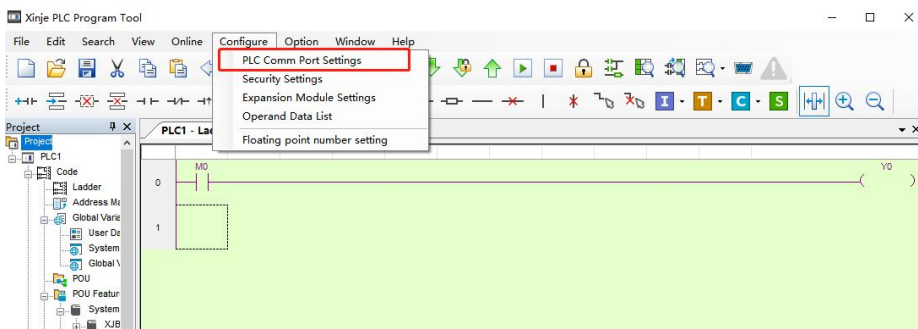 Xinje PLC Program Tool
File Edit Search View Online Configure Option Window Help
PLC Comm Port Settings
Security Settings
Expansion Module Settings
Operand Data List
Floating point number setting
I T C S
Project
PLC1 - Lad
Project
PLC1
Code
Ladder
Address Ma
Global Varia
User De
System
Global V
POU
POU Featur
System
XJB
M0 Y0
0
1